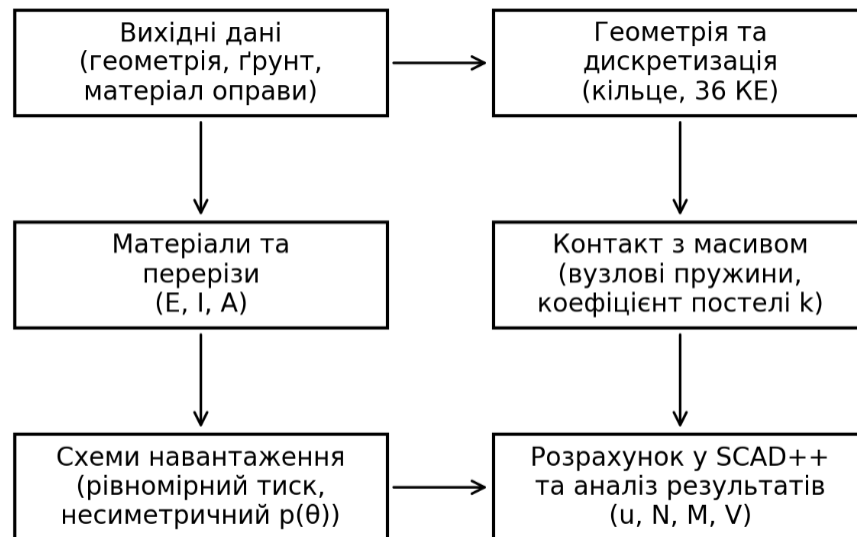 Вихідні дані
(геометрія, ґрунт,
матеріал оправи)
Геометрія та
дискретизація
(кільце, 36 КЕ)
Матеріали та
перерізи
(E, I, A)
Контакт з масивом
(вузлові пружини,
коефіцієнт постелі k)
Схеми навантаження
(рівномірний тиск,
несиметричний p(θ))
Розрахунок у SCAD++
та аналіз результатів
(u, N, M, V)